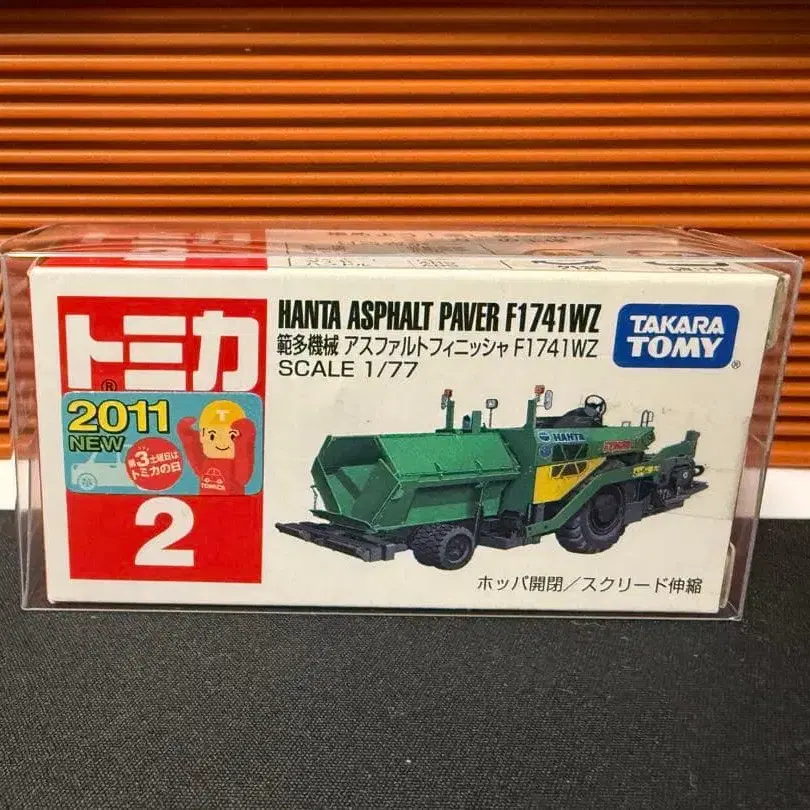 トミカ
®
2011
NEW
第3土曜日は
トミカの日
T
TOMICA
2
HANTA ASPHALT PAVER F1741WZ
範多機械 アスファルトフィニッシャ F1741WZ
SCALE 1/77
TAKARA
TOMY
®
HANTA
ホッパ開閉/スクリード伸縮